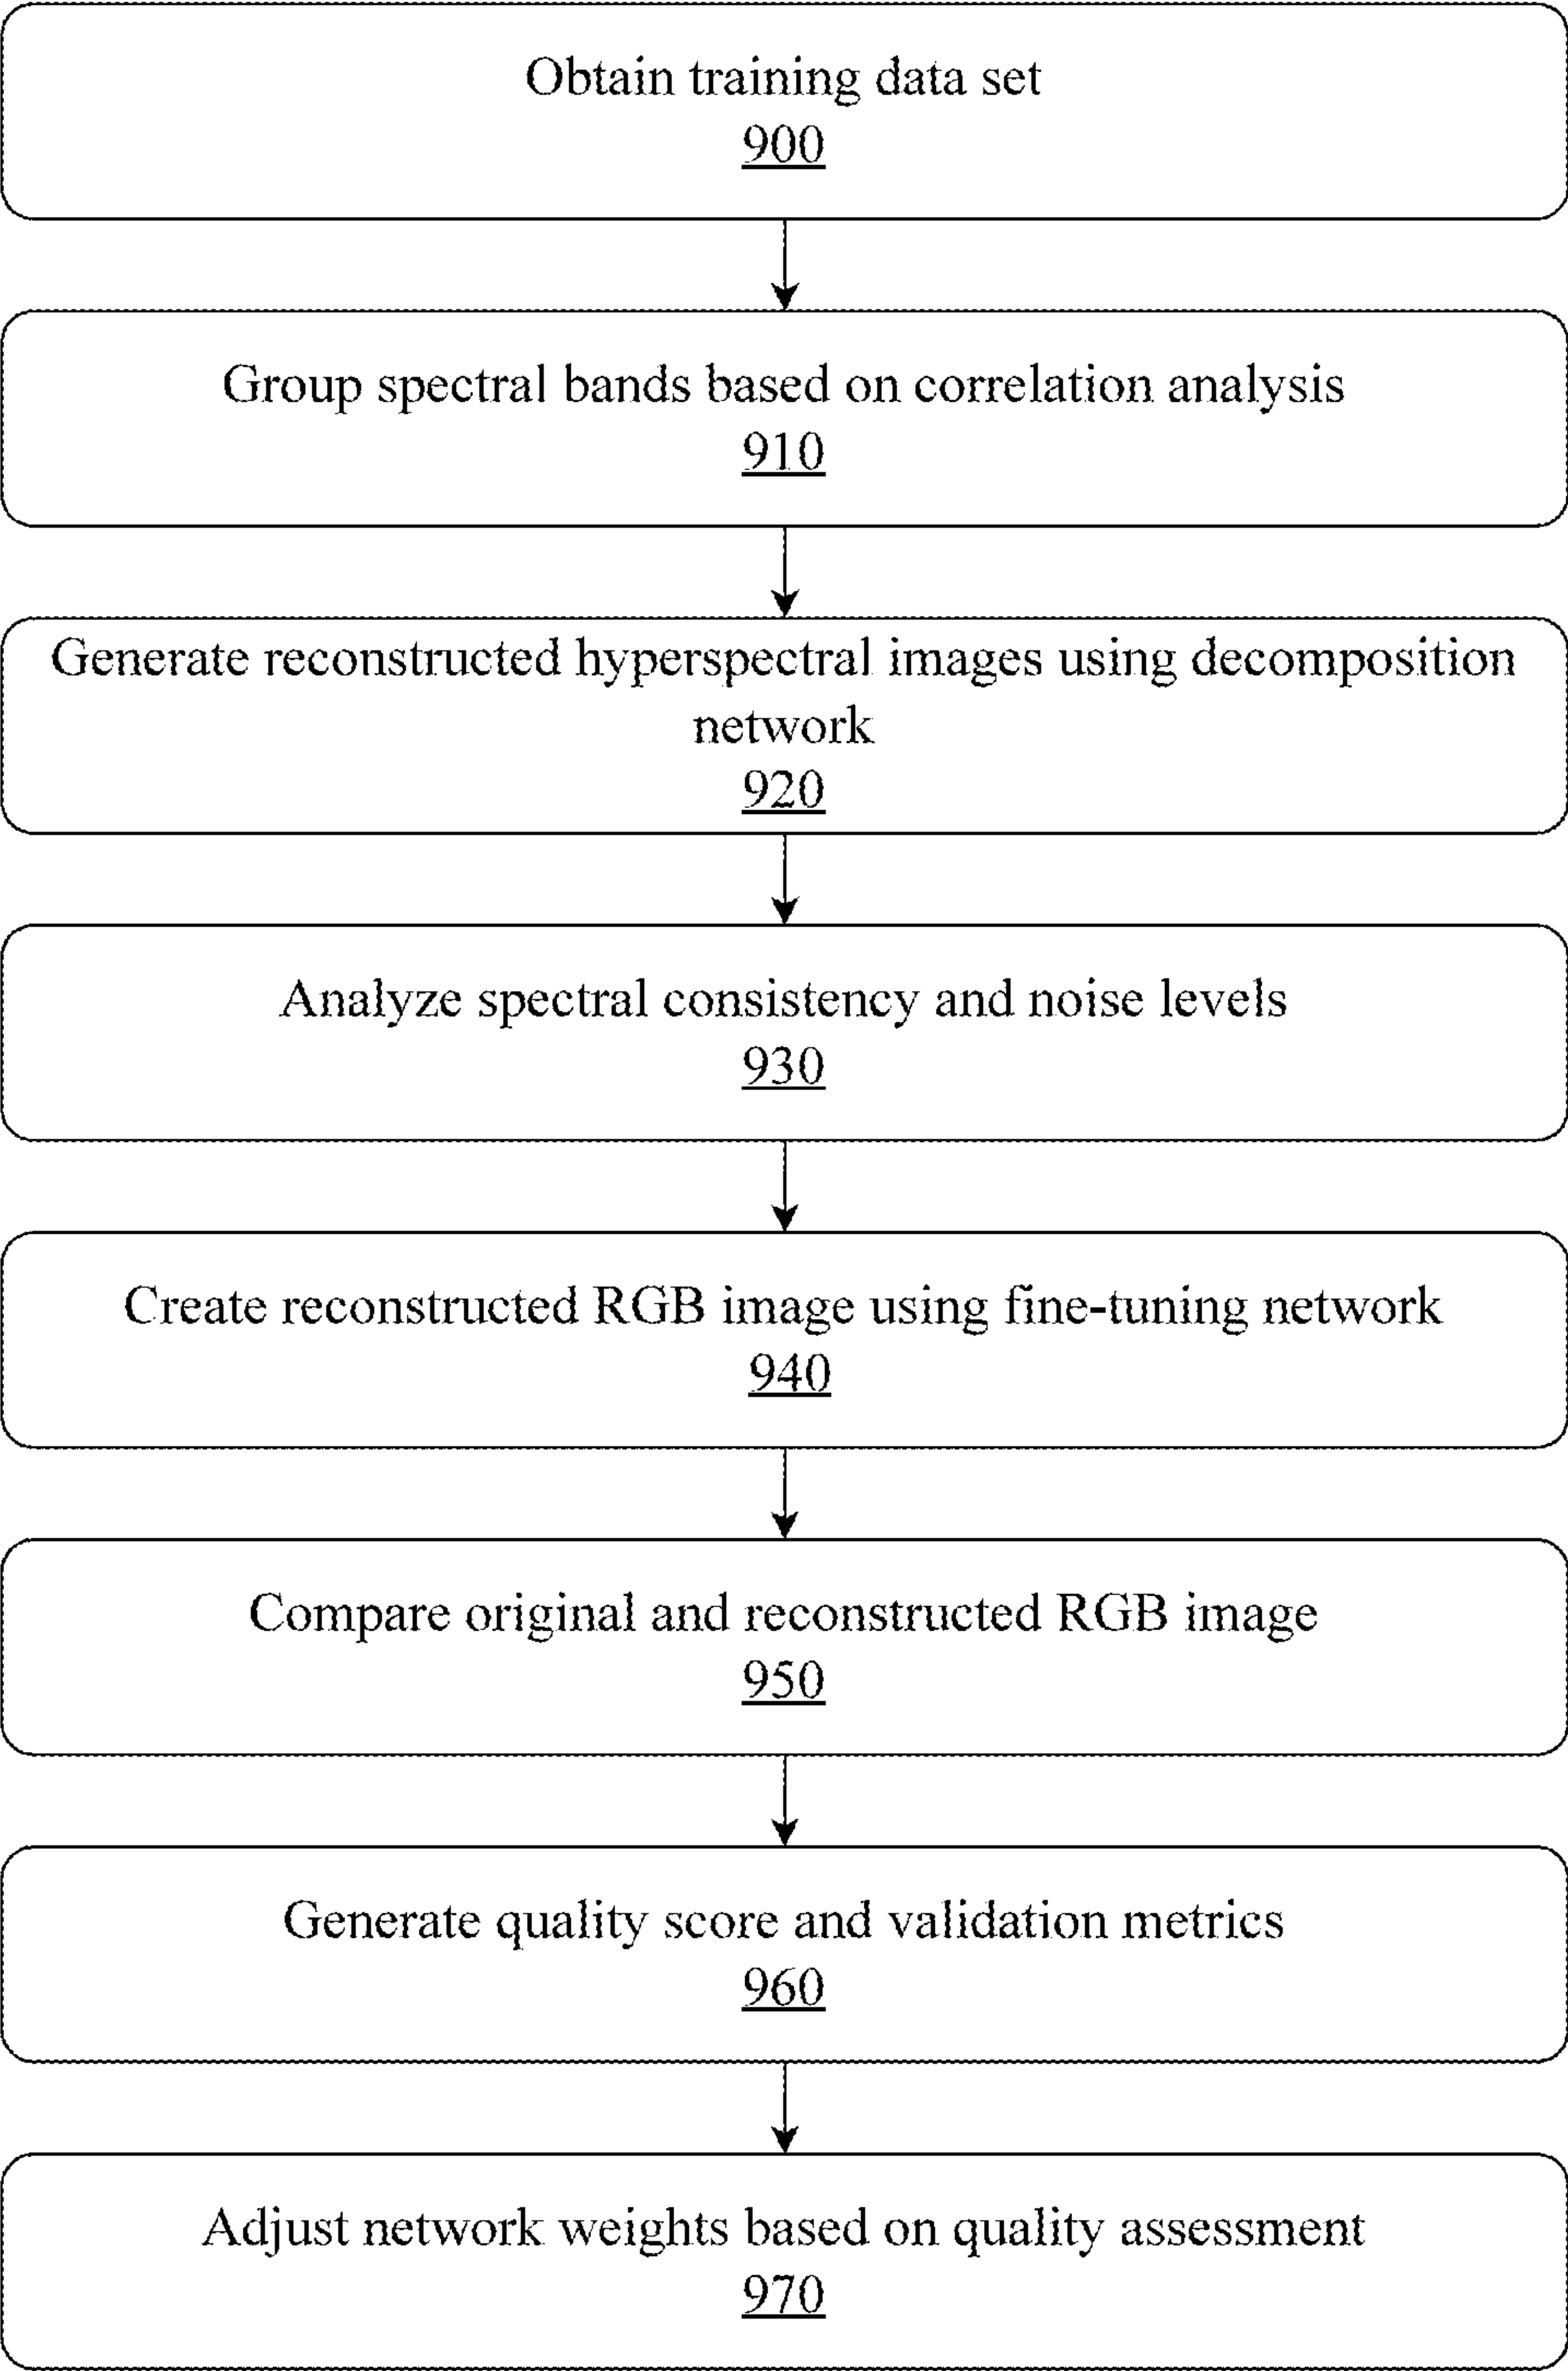 Obtain training data set
900
Group spectral bands based on correlation analysis
910
Generate reconstructed hyperspectral images using decomposition
network
920
Analyze spectral consistency and noise levels
930
Create reconstructed RGB image using fine-tuning network
940
Compare original and reconstructed RGB image
950
Generate quality score and validation metrics
960
Adjust network weights based on quality assessment
970